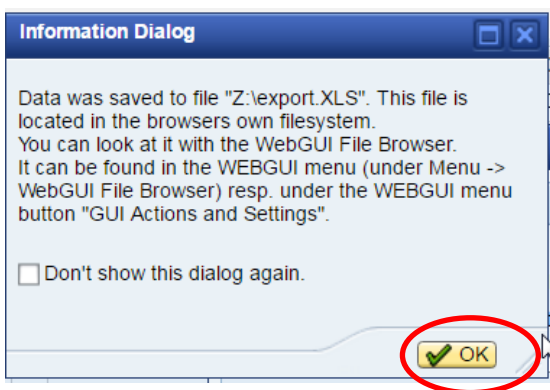 Information Dialog
Data was saved to file "Z:\export.XLS". This file is
located in the browsers own filesystem.
You can look at it with the WebGUI File Browser.
It can be found in the WEBGUI menu (under Menu ->
WebGUI File Browser) resp. under the WEBGUI menu
button "GUI Actions and Settings".
Don't show this dialog again.
OK